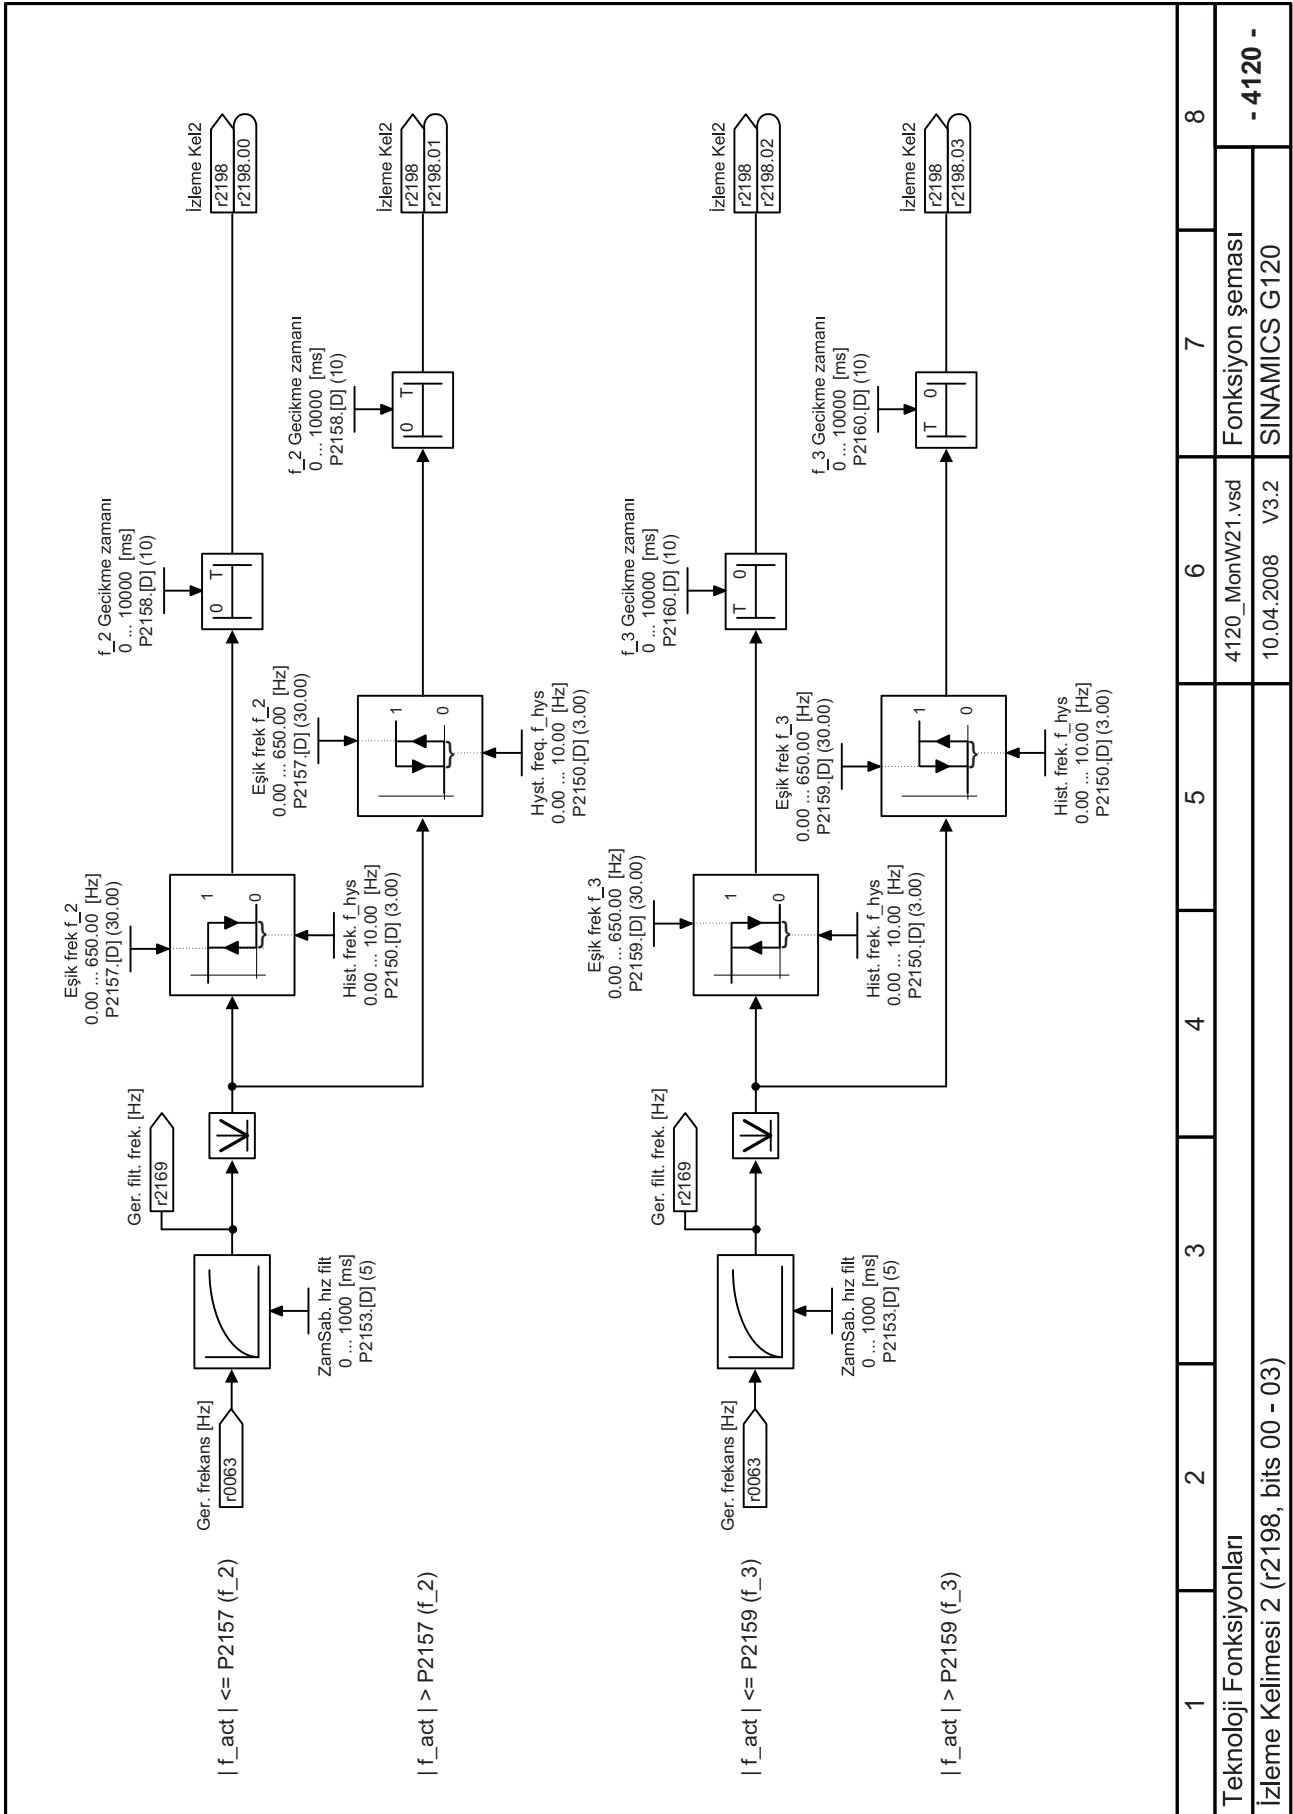 | f_act | <= P2157 (f_2)
Ger. frekans [Hz]
r0063
ZamSab. hız filt
0 ... 1000  [ms]
P2153.[D] (5)
Ger. filt. frek. [Hz]
r2169
Eşik frek f_2
0.00 ... 650.00  [Hz]
P2157.[D] (30.00)
1
0
Hist. frek. f_hys
0.00 ... 10.00  [Hz]
P2150.[D] (3.00)
f_2 Gecikme zamanı
0 ... 10000  [ms]
P2158.[D] (10)
0 T
İzleme Kel2
r2198
r2198.00
| f_act | > P2157 (f_2)
Eşik frek f_2
0.00 ... 650.00  [Hz]
P2157.[D] (30.00)
1
0
Hyst. freq. f_hys
0.00 ... 10.00  [Hz]
P2150.[D] (3.00)
f_2 Gecikme zamanı
0 ... 10000  [ms]
P2158.[D] (10)
0 T
İzleme Kel2
r2198
r2198.01
| f_act | <= P2159 (f_3)
Ger. frekans [Hz]
r0063
ZamSab. hız filt
0 ... 1000  [ms]
P2153.[D] (5)
Ger. filt. frek. [Hz]
r2169
Eşik frek f_3
0.00 ... 650.00  [Hz]
P2159.[D] (30.00)
1
0
Hist. frek. f_hys
0.00 ... 10.00  [Hz]
P2150.[D] (3.00)
f_3 Gecikme zamanı
0 ... 10000  [ms]
P2160.[D] (10)
T 0
İzleme Kel2
r2198
r2198.02
| f_act | > P2159 (f_3)
Eşik frek f_3
0.00 ... 650.00  [Hz]
P2159.[D] (30.00)
1
0
Hist. frek. f_hys
0.00 ... 10.00  [Hz]
P2150.[D] (3.00)
f_3 Gecikme zamanı
0 ... 10000  [ms]
P2160.[D] (10)
T 0
İzleme Kel2
r2198
r2198.03
1 2 3 4 5 6 7 8
Teknoloji Fonksiyonları 4120_MonW21.vsd Fonksiyon şeması - 4120 -
İzleme Kelimesi 2 (r2198, bits 00 - 03) 10.04.2008 V3.2 SINAMICS G120